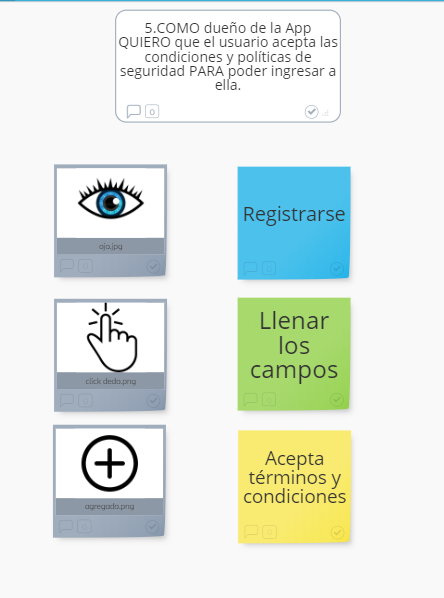 5.COMO dueño de la App
QUIERO que el usuario acepta las
condiciones y políticas de
seguridad PARA poder ingresar a
ella.
0
ojo.jpg
0
Registrarse
0
click dedo.png
0
Llenar
los
campos
0
agregado.png
0
Acepta
términos y
condiciones
0